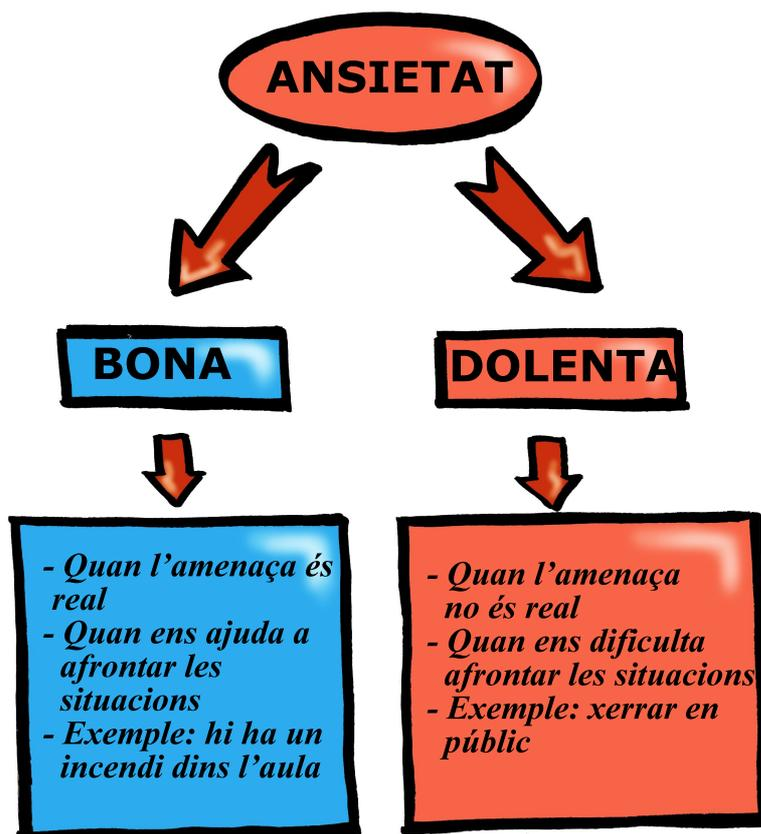 ANSIETAT
BONA
DOLENTA
- Quan l’amenaça és
real
- Quan ens ajuda a
afrontar les
situacions
- Exemple: hi ha un
incendi dins l’aula
- Quan l’amenaça
no és real
- Quan ens dificulta
afrontar les situacions
- Exemple: xerrar en
públic